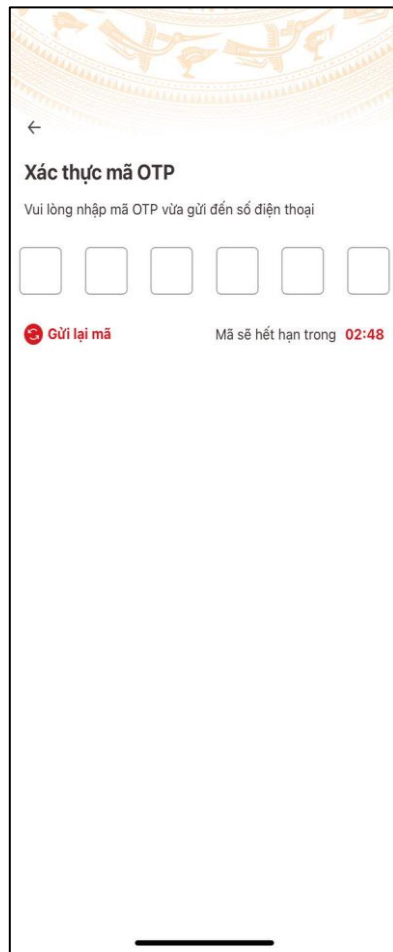 Xác thực mã OTP
Vui lòng nhập mã OTP vừa gửi đến số điện thoại
Gửi lại mã
Mã sẽ hết hạn trong 02:48